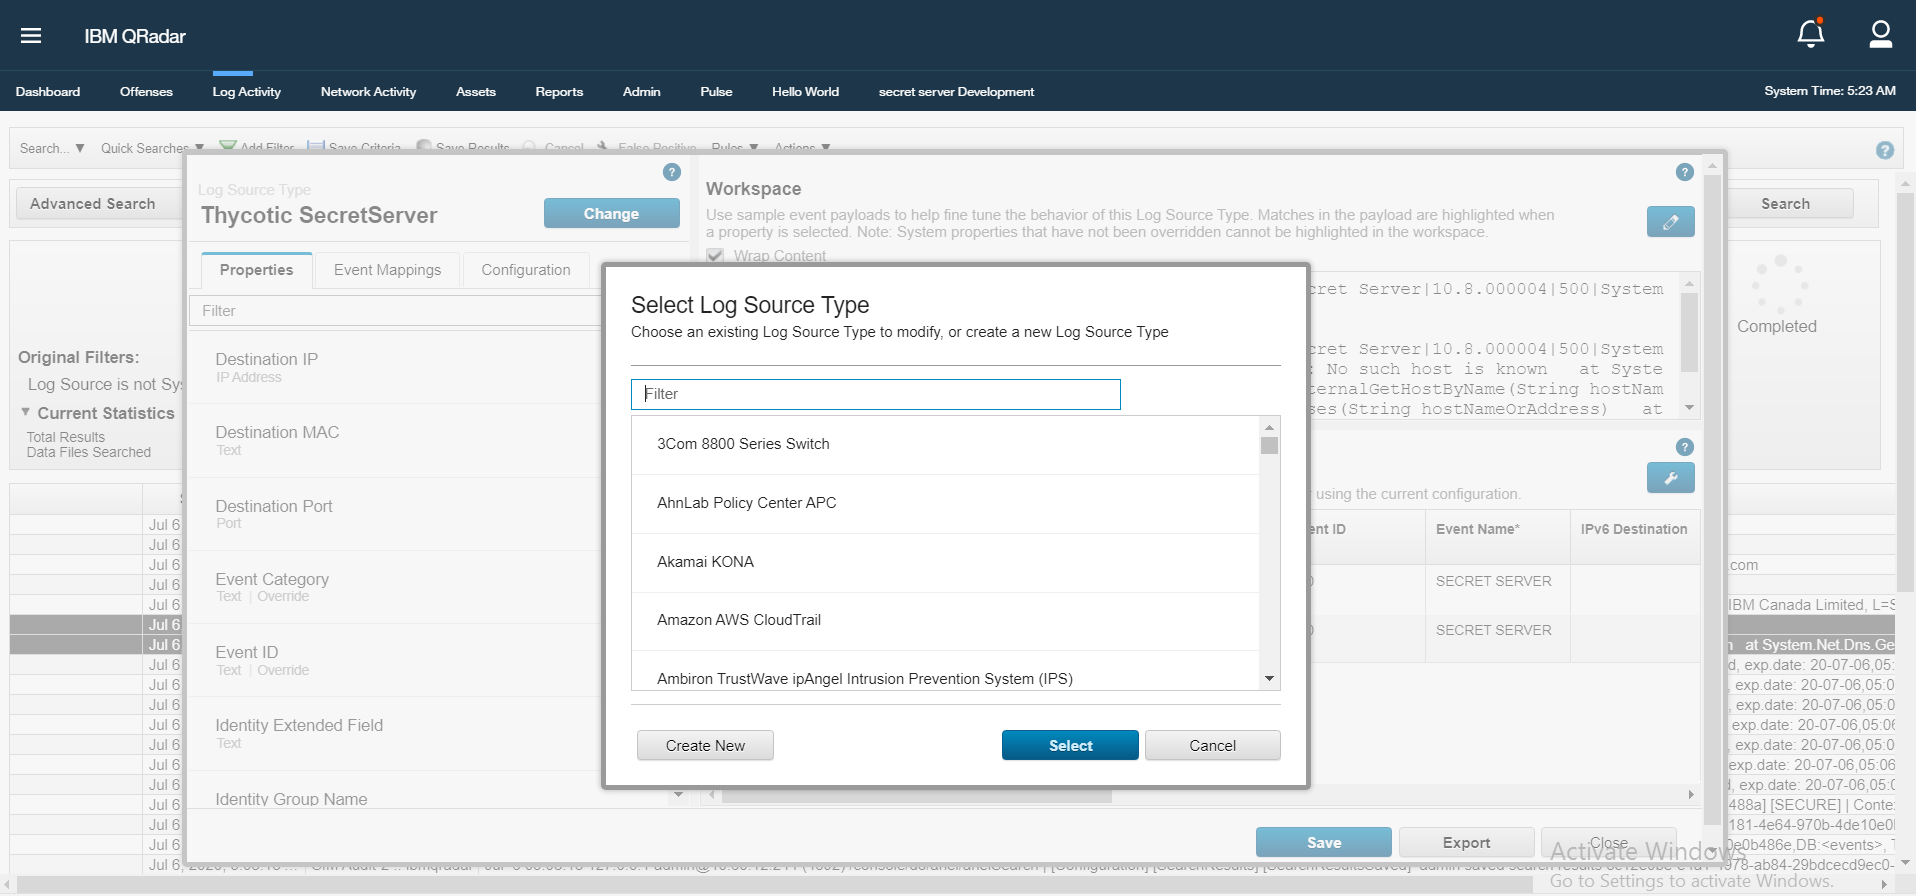 IBM QRadar
Dashboard Offenses Log Activity Network Activity Assets Reports Admin Pulse Hello World secret server Development System Time: 5:23 AM
Search... Quick Searches Add Filter Save Criteria Save Results Cancel False Positive Rules Actions
Advanced Search
Search
Log Source Type
Thycotic SecretServer
Change
Properties Event Mappings Configuration
Filter
Destination IP
IP Address
Destination MAC
Text
Destination Port
Port
Event Category
Text | Override
Event ID
Text | Override
Identity Extended Field
Text
Identity Group Name
Workspace
Use sample event payloads to help fine tune the behavior of this Log Source Type. Matches in the payload are highlighted when
a property is selected. Note: System properties that have not been overridden cannot be highlighted in the workspace.
Wrap Content
cret Server|10.8.000004|500|System
cret Server|10.8.000004|500|System
: No such host is known at Syste
ternalGetHostByName(String hostNam
ses(String hostNameOrAddress) at
using the current configuration.
ent ID Event Name* IPv6 Destination
SECRET SERVER
SECRET SERVER
Select Log Source Type
Choose an existing Log Source Type to modify, or create a new Log Source Type
Filter
3Com 8800 Series Switch
AhnLab Policy Center APC
Akamai KONA
Amazon AWS CloudTrail
Ambiron TrustWave ipAngel Intrusion Prevention System (IPS)
Create New Select Cancel
Save Export Close
Original Filters:
Log Source is not Sys
Current Statistics
Total Results
Data Files Searched
Completed
Jul 6
Jul 6
Jul 6 .com
Jul 6
Jul 6 IBM Canada Limited, L=S
Jul 6
Jul 6 at System.Net.Dns.Ge
Jul 6 d, exp.date: 20-07-06,05:
Jul 6 , exp.date: 20-07-06,05:0
Jul 6 , exp.date: 20-07-06,05:0
Jul 6 exp.date: 20-07-06,05:06
Jul 6 , exp.date: 20-07-06,05:0
Jul 6 exp.date: 20-07-06,05:06
Jul 6 , exp.date: 20-07-06,05:0
Jul 6 488a] [SECURE] | Conte
Jul 6 181-4e64-970b-4de10e0
Jul 6 0e0b486e,DB:<events>,
978-ab84-29bdcecd9ec0-
Activate Windows
Go to Settings to activate Windows.